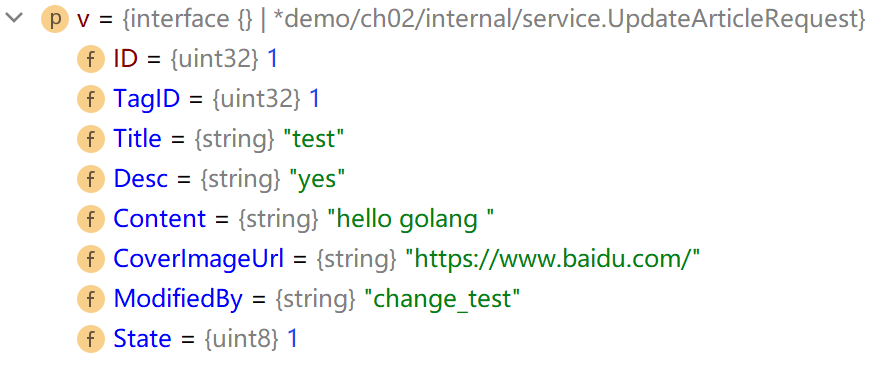 p v = {interface {} | *demo/ch02/internal/service.UpdateArticleRequest}
f ID = {uint32} 1
f TagID = {uint32} 1
f Title = {string} "test"
f Desc = {string} "yes"
f Content = {string} "hello golang "
f CoverImageUrl = {string} "https://www.baidu.com/"
f ModifiedBy = {string} "change_test"
f State = {uint8} 1